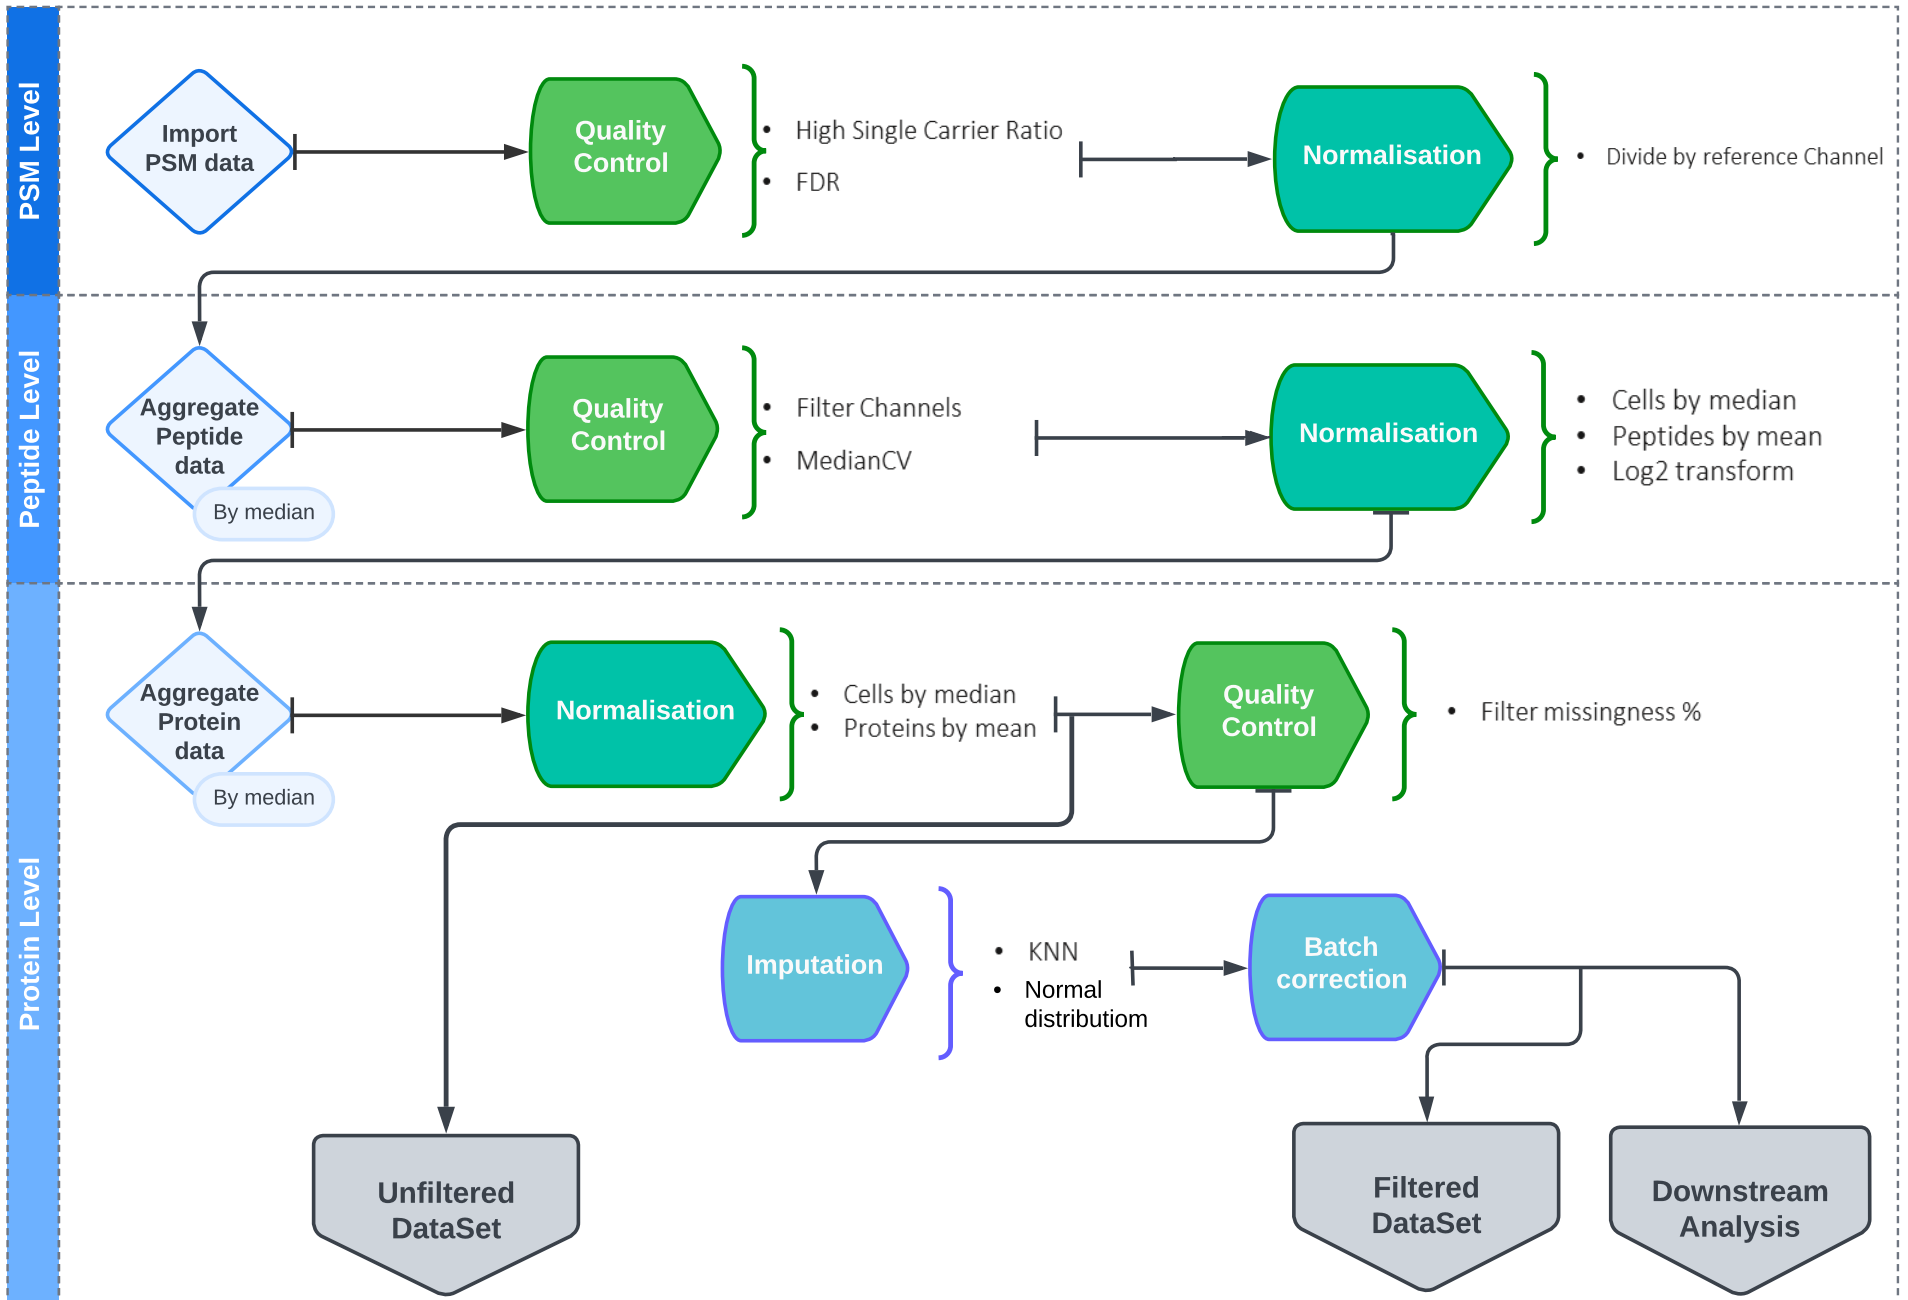 PSM Level
Import
PSM data
Quality
Control
• High Single Carrier Ratio
• FDR
Normalisation
• Divide by reference Channel
Peptide Level
Aggregate
Peptide
data
By median
Quality
Control
• Filter Channels
• MedianCV
Normalisation
• Cells by median
• Peptides by mean
• Log2 transform
Protein Level
Aggregate
Protein
data
By median
Normalisation
• Cells by median
• Proteins by mean
Quality
Control
• Filter missingness %
Imputation
• KNN
• Normal
distributiom
Batch
correction
Unfiltered
DataSet
Filtered
DataSet
Downstream
Analysis